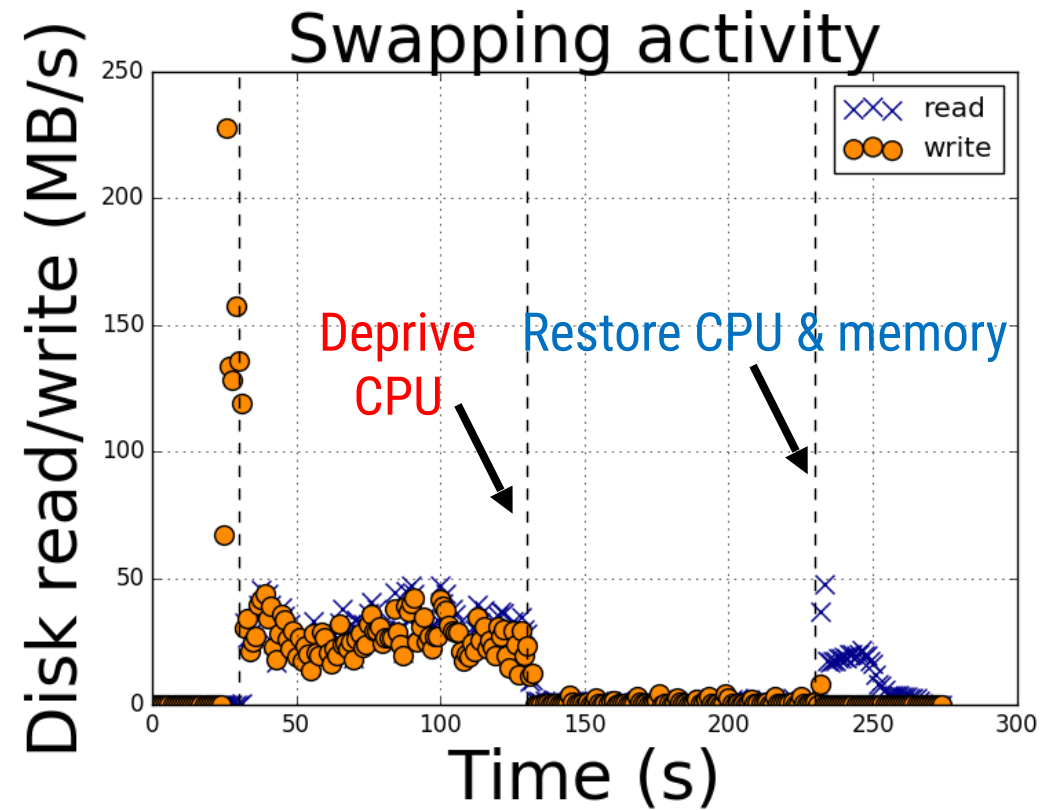 Swapping activity
Disk read/write (MB/s)
250
200
150
100
50
0
read
write
Deprive
CPU
Restore CPU & memory
0 50 100 150 200 250 300
Time (s)